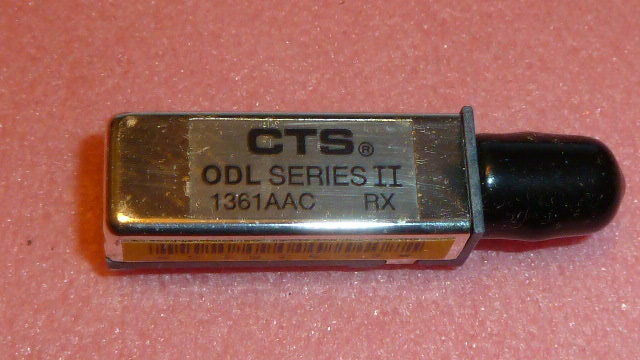 CTS®
ODL SERIES II
1361AAC RX